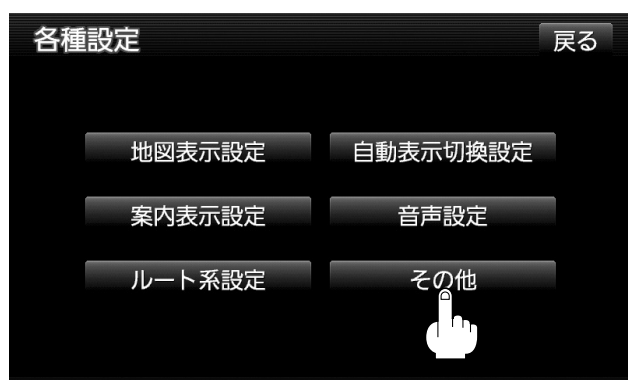 各種設定
戻る
地図表示設定
自動表示切換設定
案内表示設定
音声設定
ルート系設定
その他